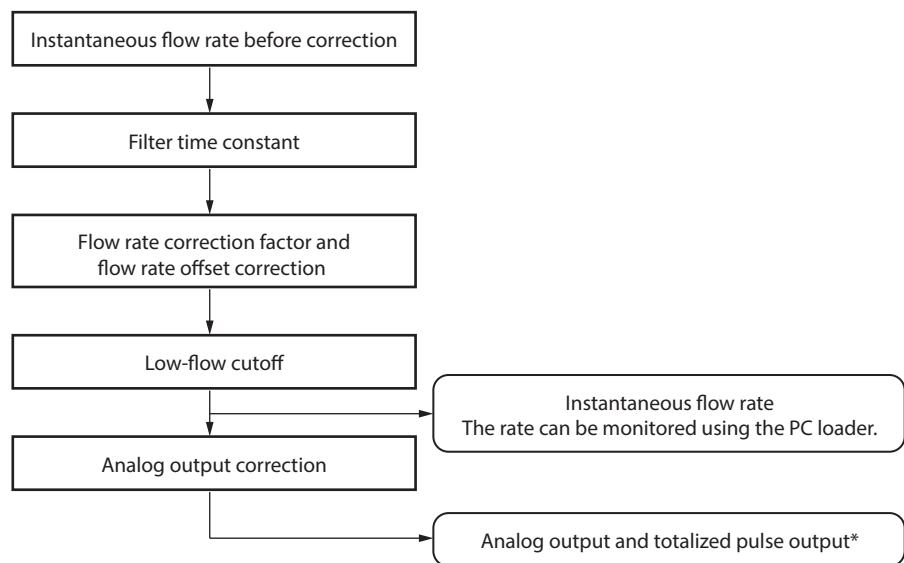 Instantaneous flow rate before correction
Filter time constant
Flow rate correction factor and
flow rate offset correction
Low-flow cutoff
Instantaneous flow rate
The rate can be monitored using the PC loader.
Analog output correction
Analog output and totalized pulse output*